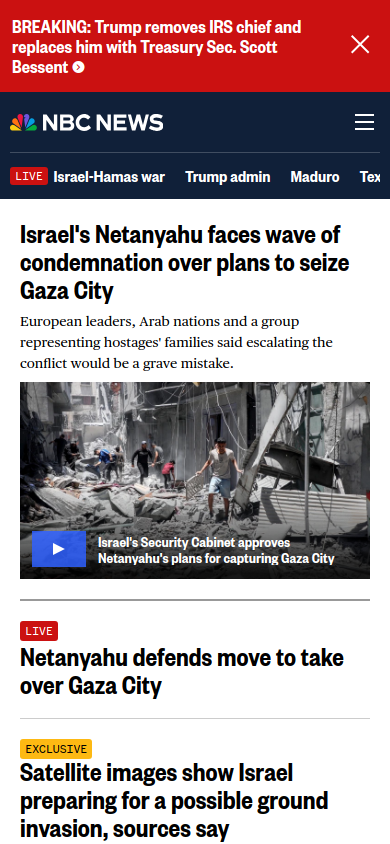 BREAKING: Trump removes IRS chief and
replaces him with Treasury Sec. Scott
Bessent
NBC NEWS
LIVE Israel-Hamas war Trump admin Maduro Tex
Israel's Netanyahu faces wave of
condemnation over plans to seize
Gaza City
European leaders, Arab nations and a group
representing hostages' families said escalating the
conflict would be a grave mistake.
Israel's Security Cabinet approves
Netanyahu's plans for capturing Gaza City
LIVE
Netanyahu defends move to take
over Gaza City
EXCLUSIVE
Satellite images show Israel
preparing for a possible ground
invasion, sources say